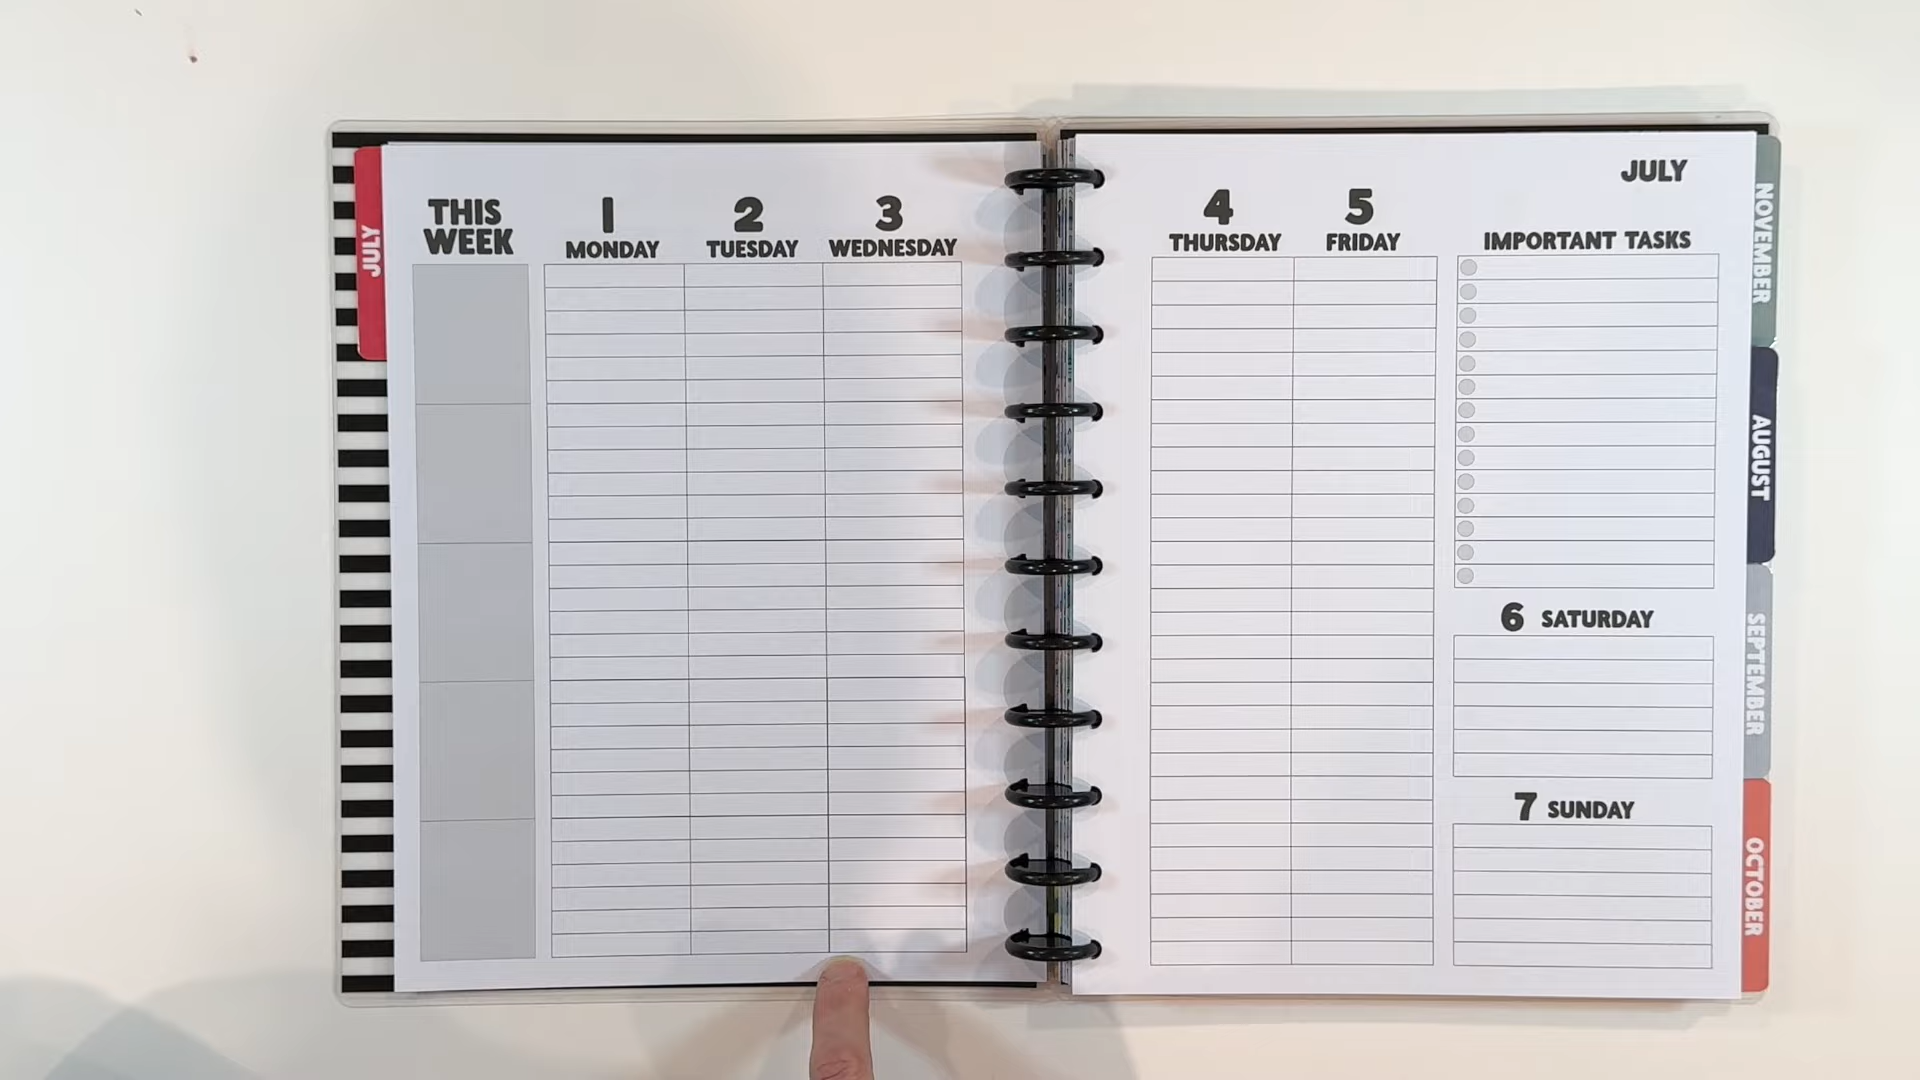 JULY
THIS WEEK
1 MONDAY
2 TUESDAY
3 WEDNESDAY
4 THURSDAY
5 FRIDAY
JULY
IMPORTANT TASKS
6 SATURDAY
7 SUNDAY
NOVEMBER
AUGUST
SEPTEMBER
OCTOBER